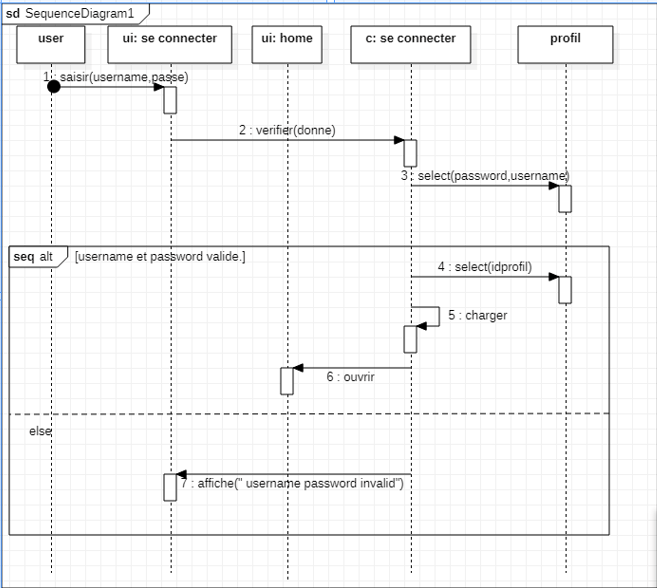 sd SequenceDiagram1
user
ui: se connecter
ui: home
c: se connecter
profil
1 : saisir(username,passe)
2 : verifier(donne)
3 : select(password,username)
seq alt
[username et password valide.]
4 : select(idprofil)
5 : charger
6 : ouvrir
else
7 : affiche(" username password invalid")